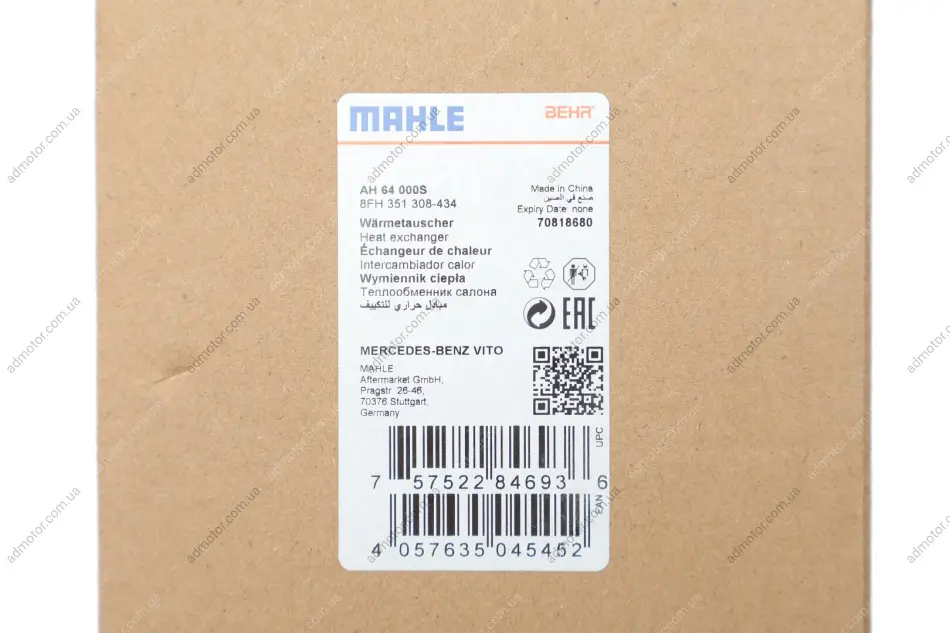 MAHLE
BEHR
AH 64 000S
8FH 351 308-434
Made in China
صنع في الصين
Expiry Date: none
70818680
Wärmetauscher
Heat exchanger
Échangeur de chaleur
Intercambiador calor
Wymiennik ciepła
Теплообменник салона
مبادل حراري للتكييف
EAC
MERCEDES-BENZ VITO
MAHLE
Aftermarket GmbH,
Pragstr. 26-46,
70376 Stuttgart,
Germany
UPC
7 57522 84693 6
EAN
4 057635 045452
admotor.com.ua